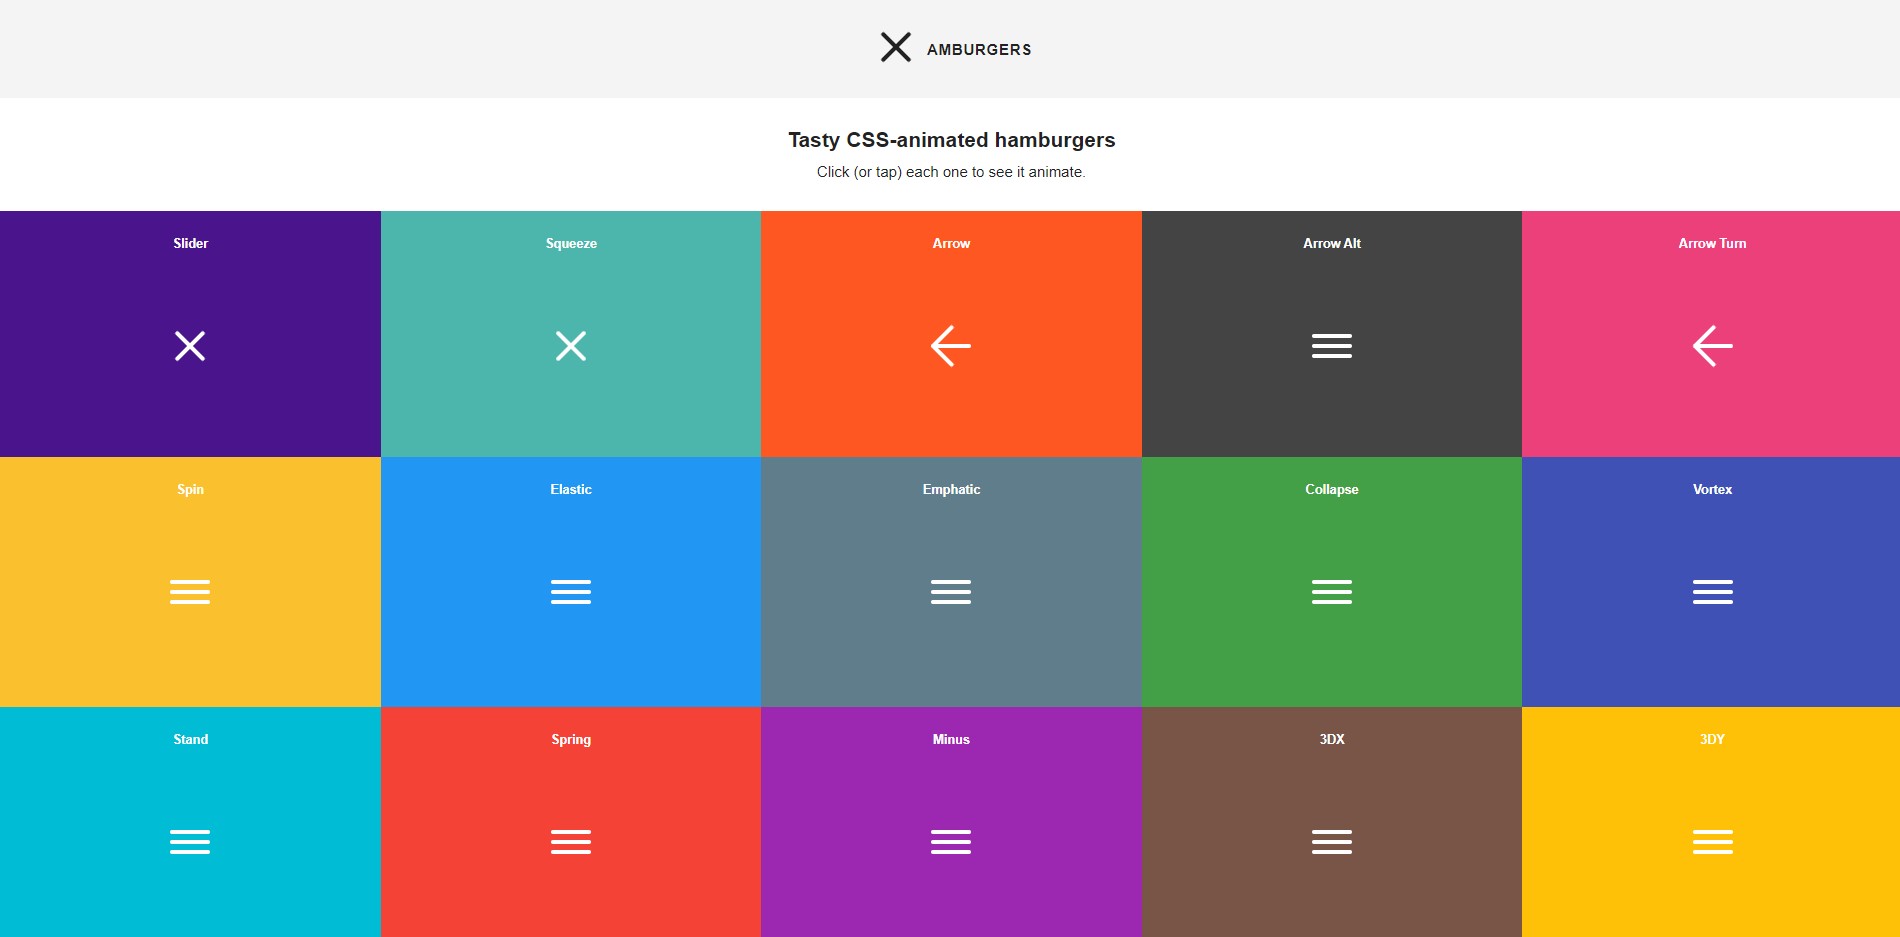 AMBURGERS
Tasty CSS-animated hamburgers
Click (or tap) each one to see it animate.
Slider
Squeeze
Arrow
Arrow Alt
Arrow Turn
Spin
Elastic
Emphatic
Collapse
Vortex
Stand
Spring
Minus
3DX
3DY